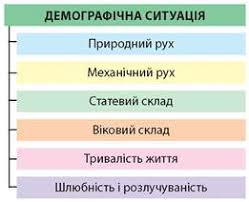 ДЕМОГРАФІЧНА СИТУАЦІЯ
Природний рух
Механічний рух
Статевий склад
Віковий склад
Тривалість життя
Шлюбність і розлучуваність